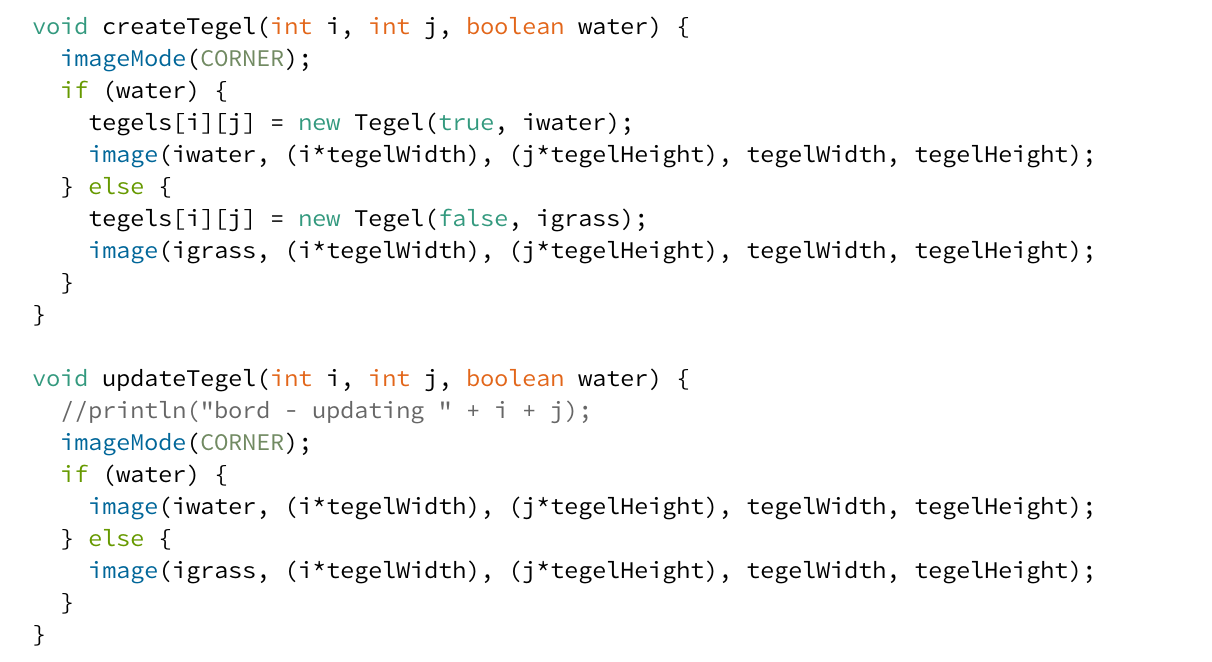 void createTegel(int i, int j, boolean water) {
  imageMode(CORNER);
  if (water) {
    tegels[i][j] = new Tegel(true, iwater);
    image(iwater, (i*tegelWidth), (j*tegelHeight), tegelWidth, tegelHeight);
  } else {
    tegels[i][j] = new Tegel(false, igrass);
    image(igrass, (i*tegelWidth), (j*tegelHeight), tegelWidth, tegelHeight);
  }
}

void updateTegel(int i, int j, boolean water) {
  //println("bord - updating " + i + j);
  imageMode(CORNER);
  if (water) {
    image(iwater, (i*tegelWidth), (j*tegelHeight), tegelWidth, tegelHeight);
  } else {
    image(igrass, (i*tegelWidth), (j*tegelHeight), tegelWidth, tegelHeight);
  }
}